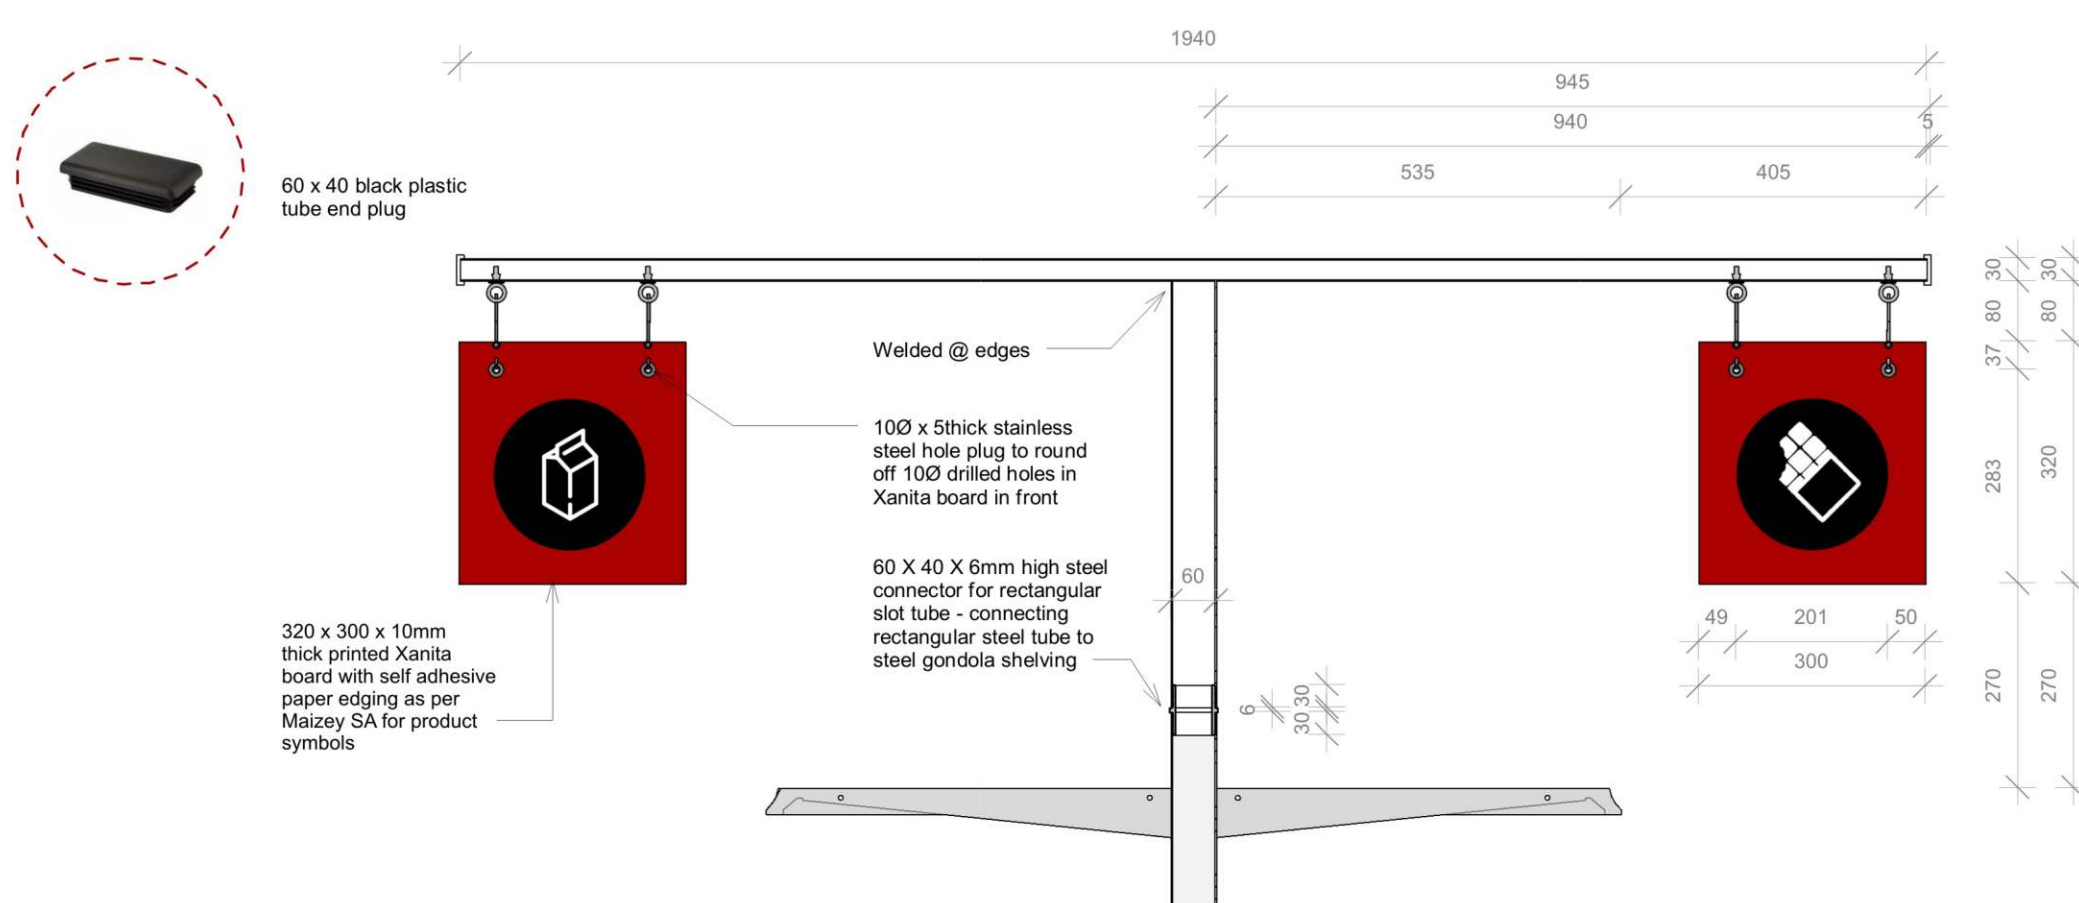 1940
945
940
5
535
405
60 x 40 black plastic
tube end plug
30
30
80
80
37
Welded @ edges
10Ø x 5thick stainless
steel hole plug to round
off 10Ø drilled holes in
Xanita board in front
283
320
60 X 40 X 6mm high steel
connector for rectangular
slot tube - connecting
rectangular steel tube to
steel gondola shelving
60
49
201
50
300
320 x 300 x 10mm
thick printed Xanita
board with self adhesive
paper edging as per
Maizey SA for product
symbols
6
30
30
270
270